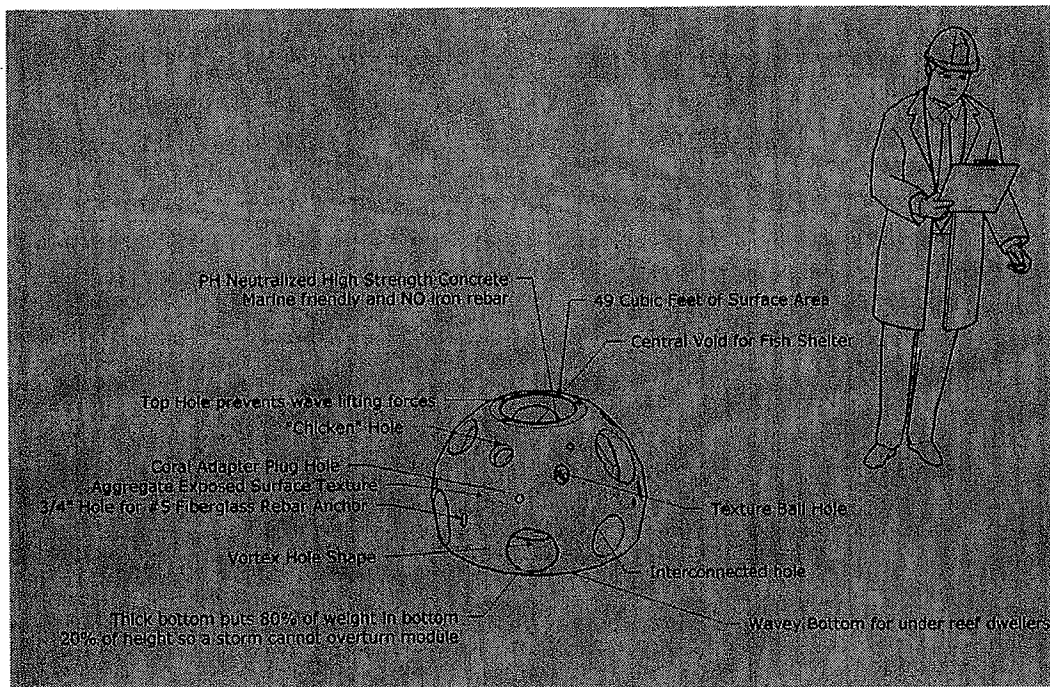 PH Neutralized High Strength Concrete
Marine friendly and NO iron rebar
49 Cubic Feet of Surface Area
Central Void for Fish Shelter
Top Hole prevents wave lifting forces
"Chicken" Hole
Coral Adapter Plug Hole
Aggregate Exposed Surface Texture
3/4" Hole for #5 Fiberglass Rebar Anchor
Texture Ball Hole
Vortex Hole Shape
Interconnected hole
Thick bottom puts 80% of weight in bottom
20% of height so a storm cannot overturn module
Wavey Bottom for under reef dwellers